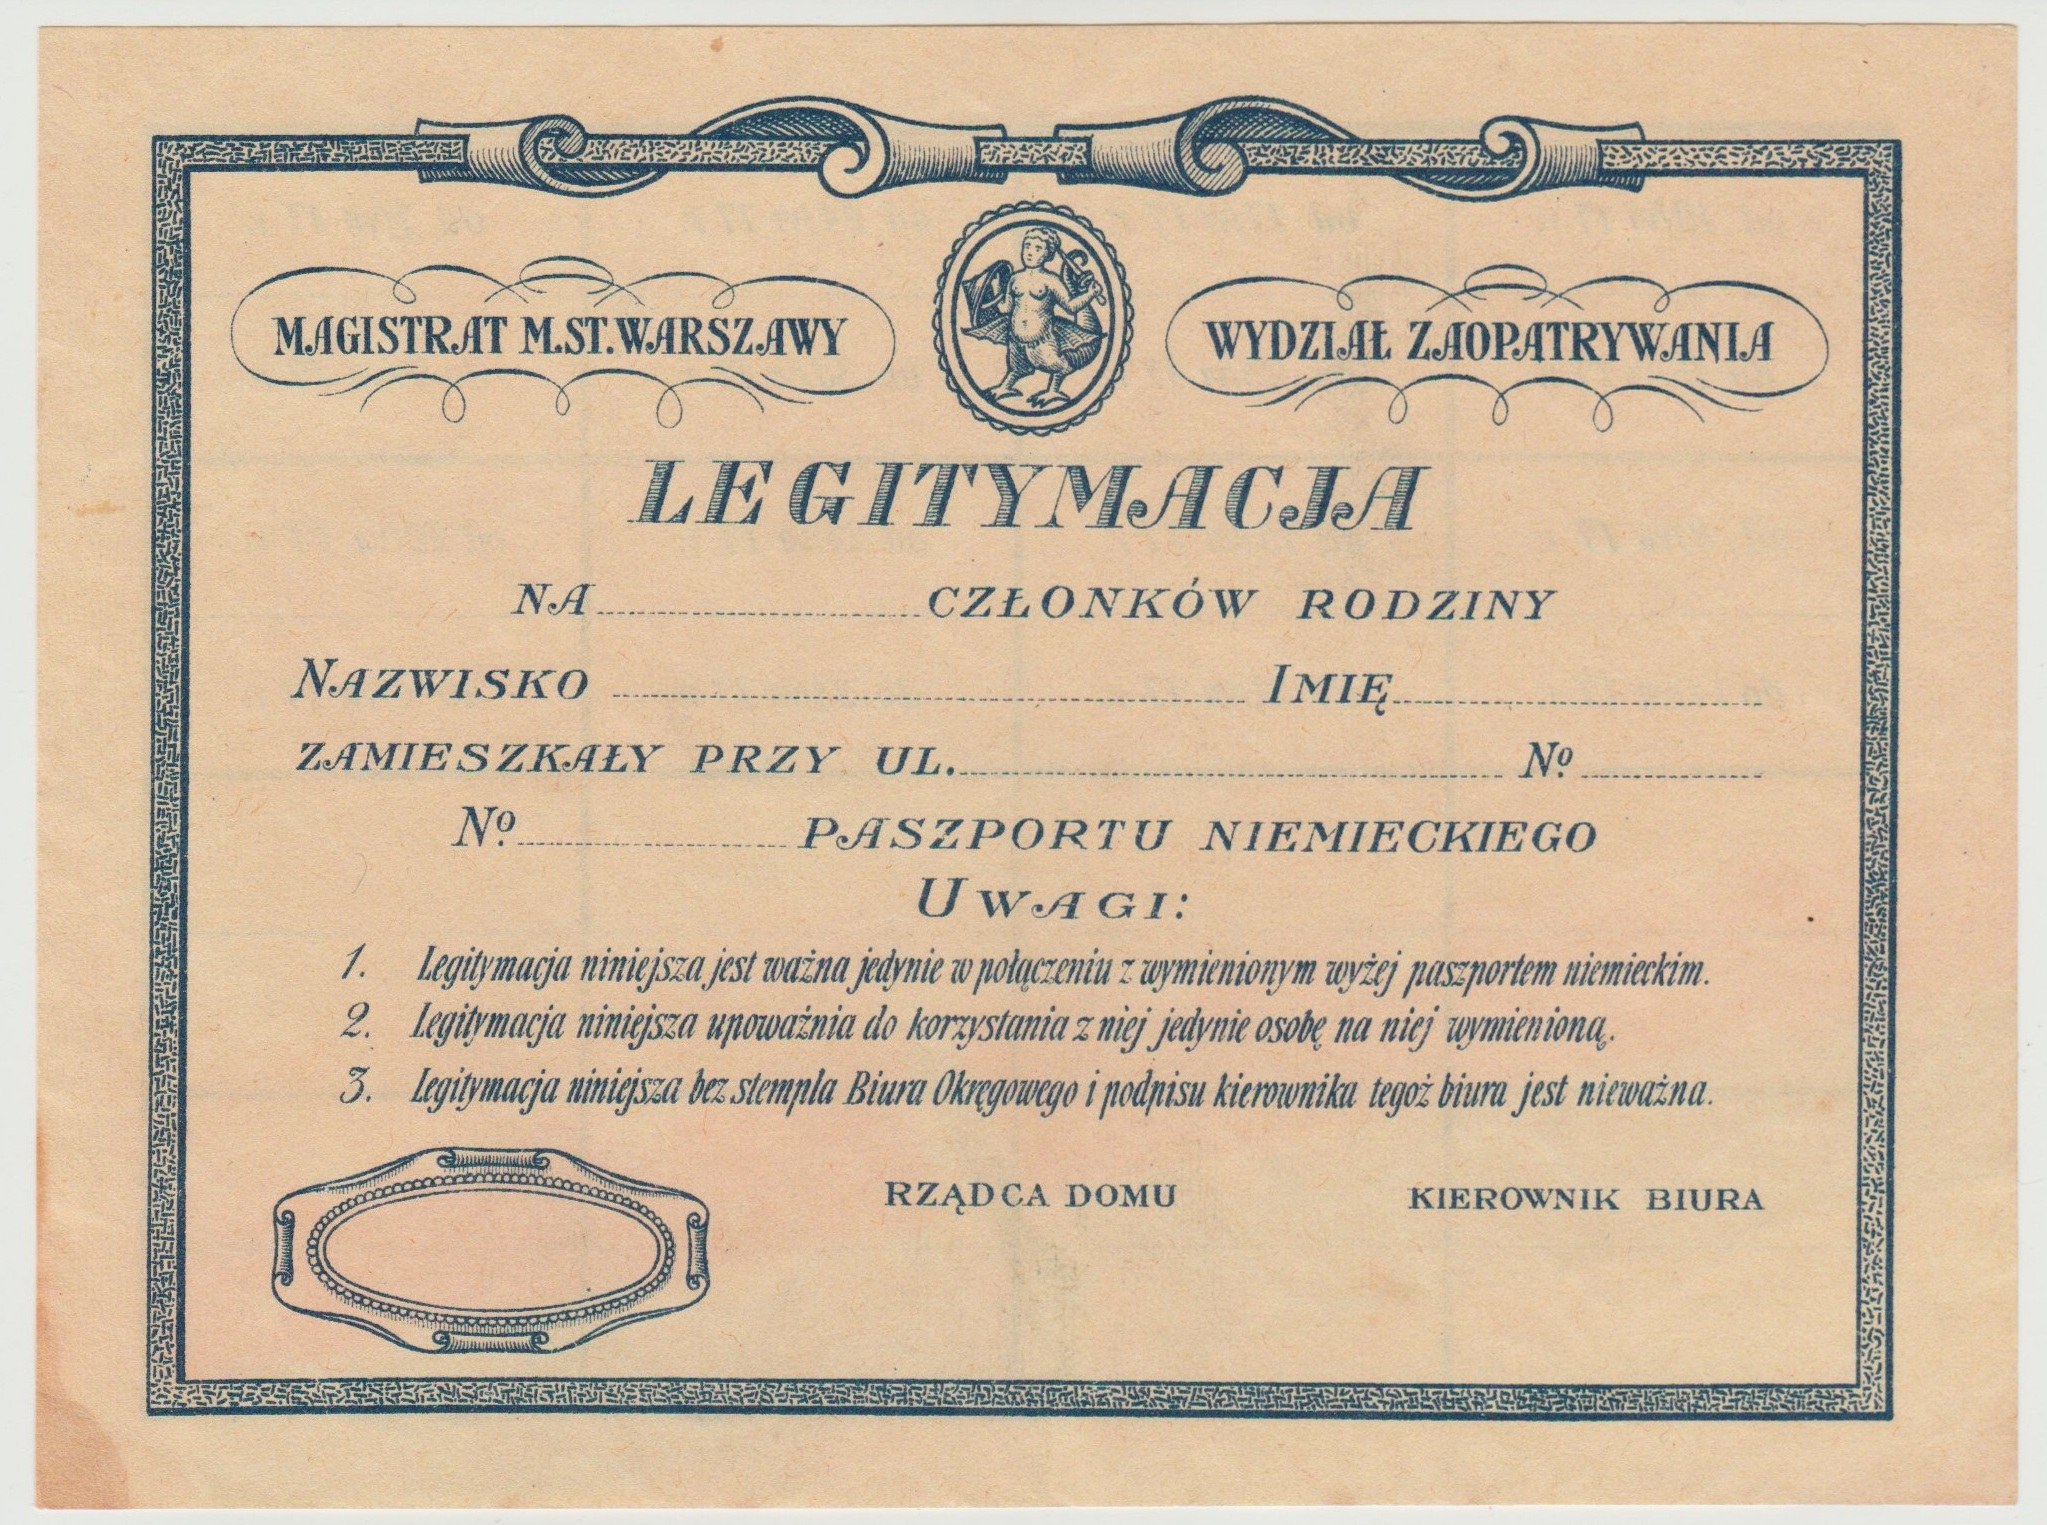 MAGISTRAT M.ST.WARSZAWY
WYDZIAŁ ZAOPATRYWANIA
LEGITYMACJA
NA CZŁONKÓW RODZINY
NAZWISKO IMIĘ
ZAMIESZKAŁY PRZY UL. No
No. PASZPORTU NIEMIECKIEGO
UWAGI:
1. Legitymacja niniejsza jest ważna jedynie w połączeniu z wymienionym wyżej paszportem niemieckim.
2. Legitymacja niniejsza upoważnia do korzystania z niej jedynie osobę na niej wymienioną.
3. Legitymacja niniejsza bez stempla Biura Okręgowego i podpisu kierownika tegoż biura jest nieważna.
RZĄDCA DOMU KIEROWNIK BIURA